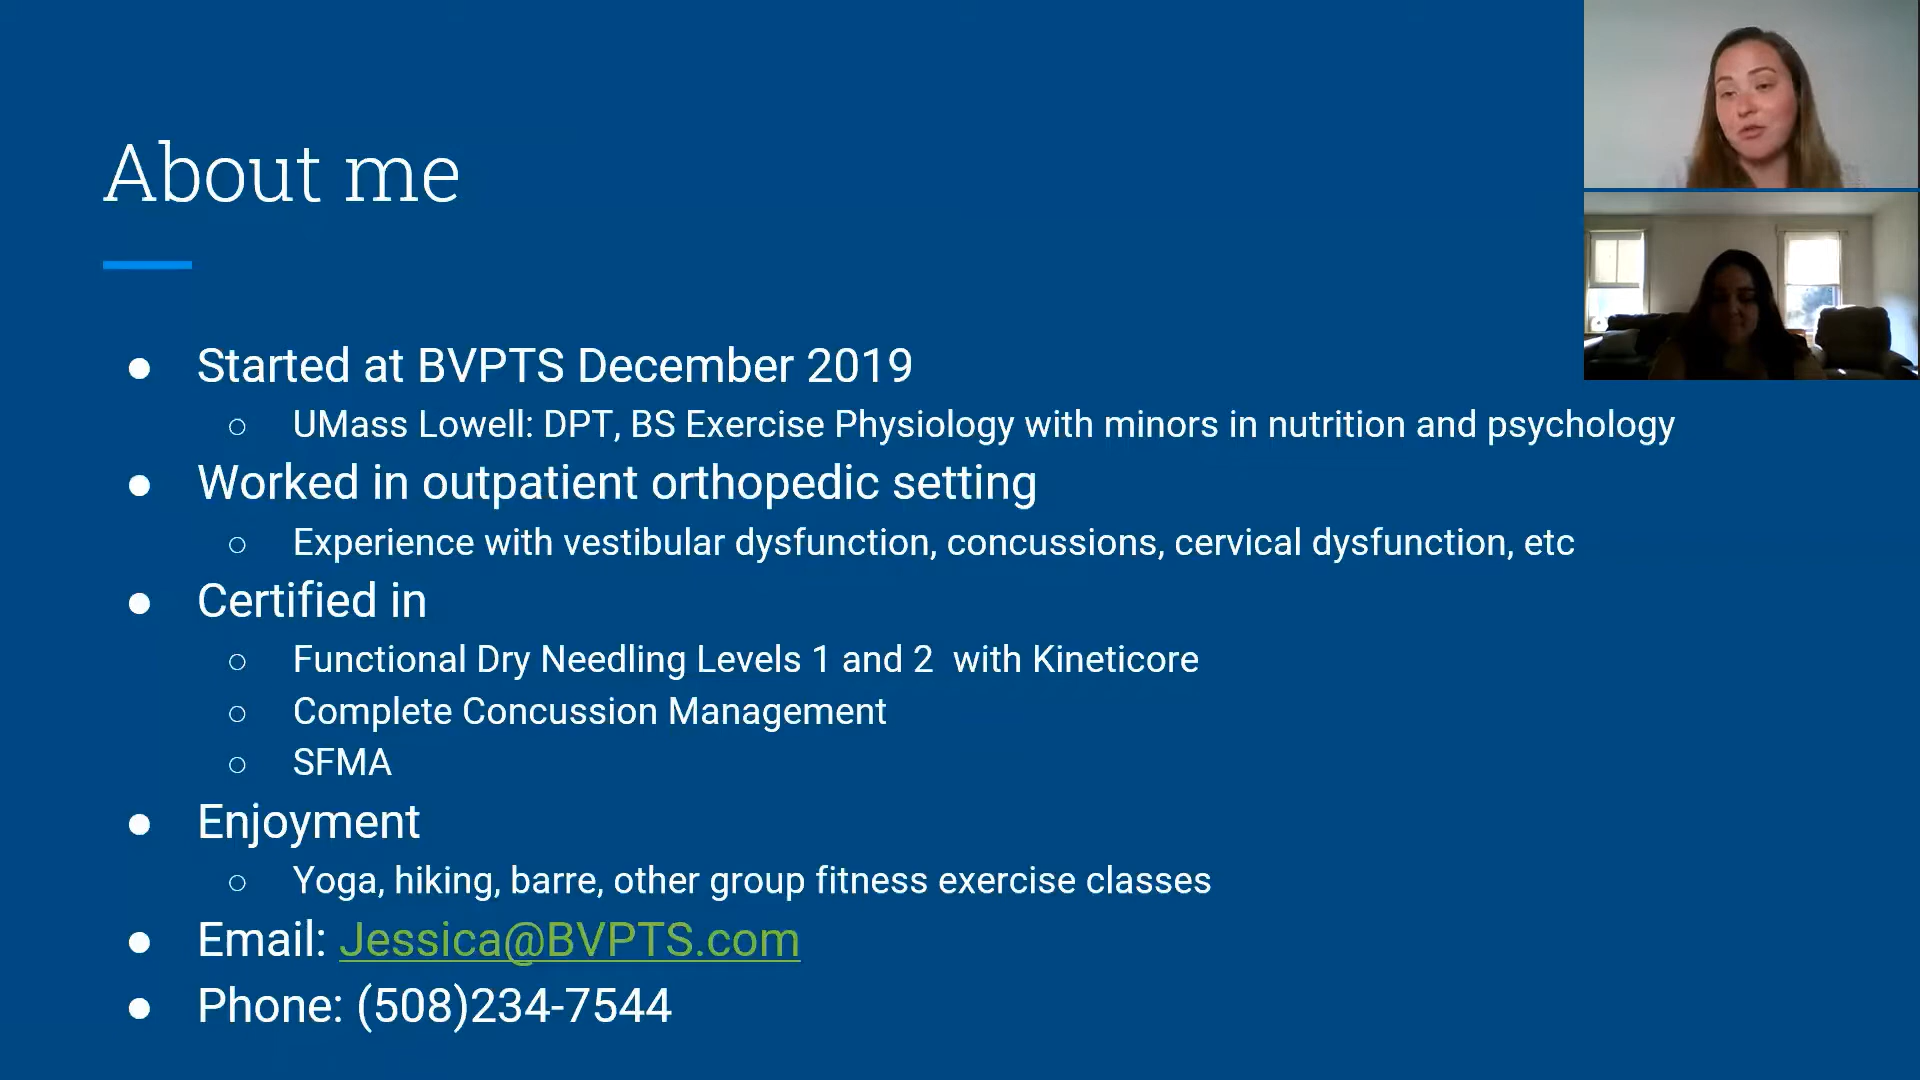 About me
● Started at BVPTS December 2019
○ UMass Lowell: DPT, BS Exercise Physiology with minors in nutrition and psychology
● Worked in outpatient orthopedic setting
○ Experience with vestibular dysfunction, concussions, cervical dysfunction, etc
● Certified in
○ Functional Dry Needling Levels 1 and 2  with Kineticore
○ Complete Concussion Management
○ SFMA
● Enjoyment
○ Yoga, hiking, barre, other group fitness exercise classes
● Email: Jessica@BVPTS.com
● Phone: (508)234-7544